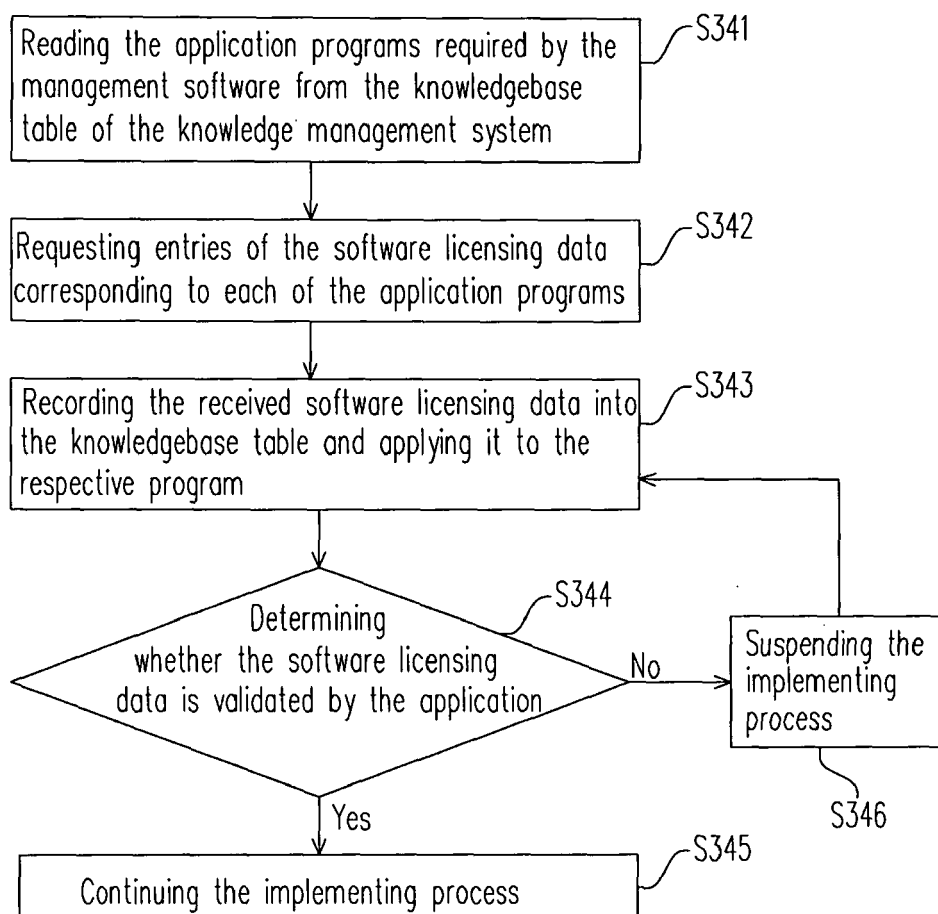 S341
Reading the application programs required by the
management software from the knowledgebase
table of the knowledge management system
S342
Requesting entries of the software licensing data
corresponding to each of the application programs
S343
Recording the received software licensing data into
the knowledgebase table and applying it to the
respective program
S344
Determining
whether the software licensing
data is validated by the application
No
Suspending the
implementing
process
S346
Yes
S345
Continuing the implementing process